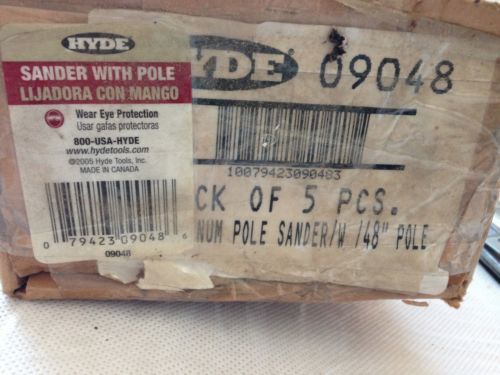 HYDE
SANDER WITH POLE
LIJADORA CON MANGO
Wear Eye Protection
Usar gafas protectoras
800-USA-HYDE
www.hydetools.com
©2005 Hyde Tools, Inc.
MADE IN CANADA
0 79423 09048 6
09048
HYDE 09048
10079423090483
CK OF 5 PCS.
NUM POLE SANDER/W /48" POLE